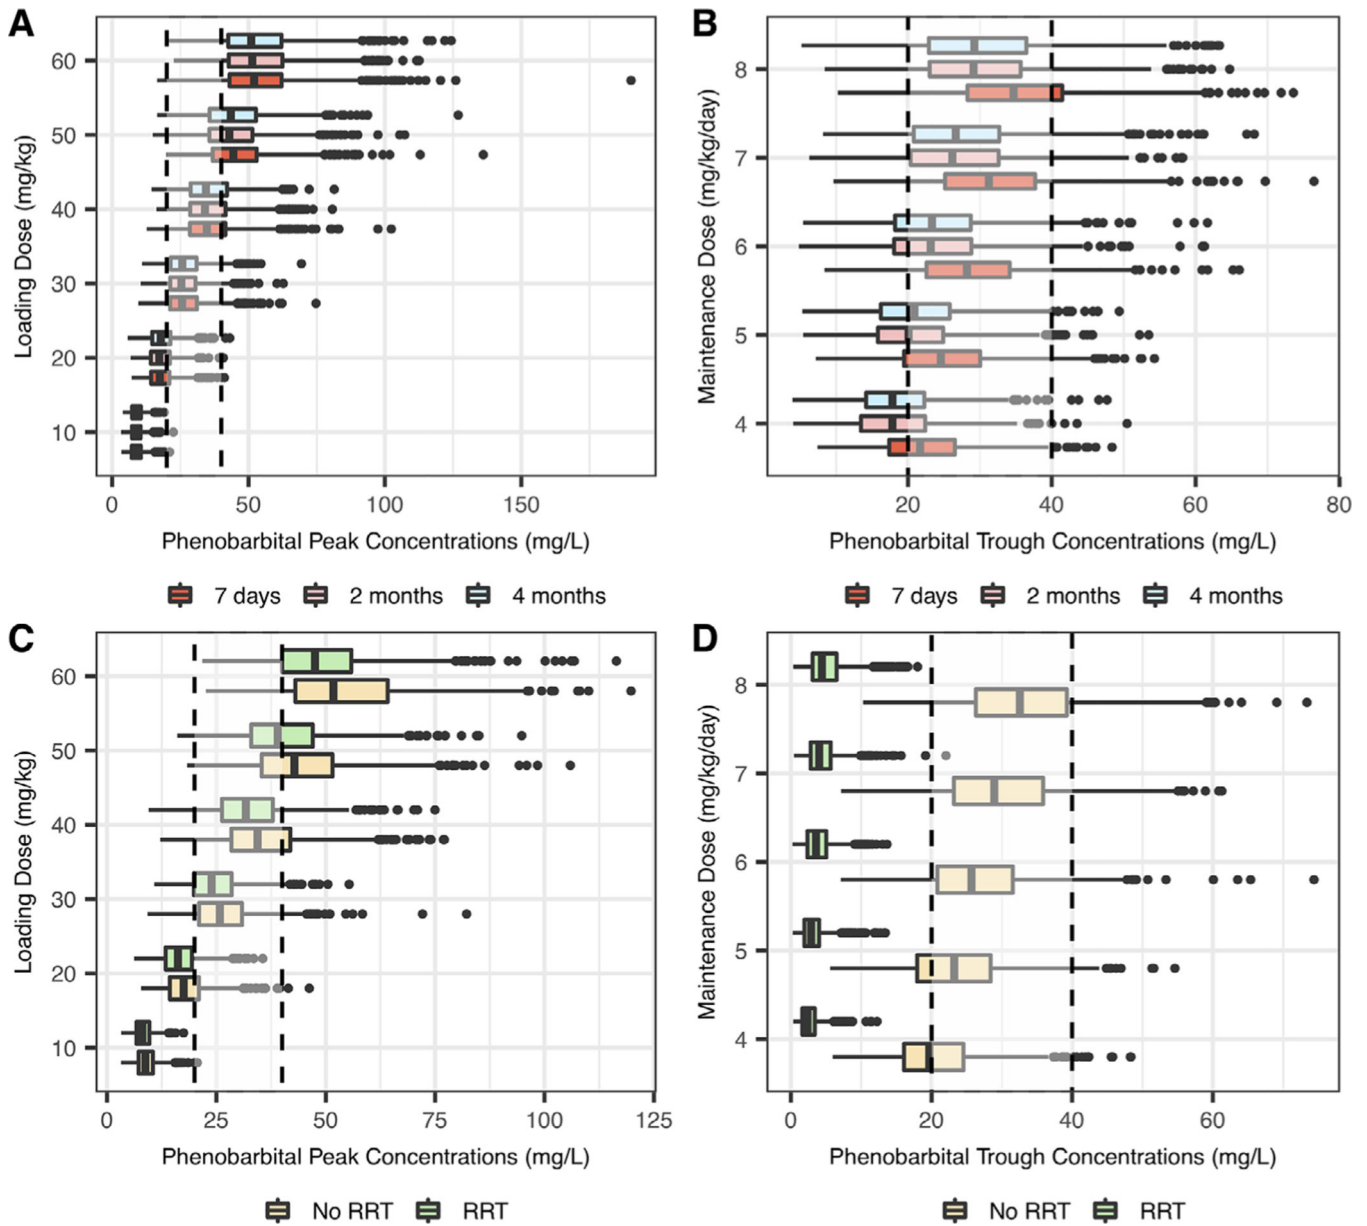 A
Loading Dose (mg/kg)
60
50
40
30
20
10
0 50 100 150
Phenobarbital Peak Concentrations (mg/L)
7 days 2 months 4 months
B
Maintenance Dose (mg/kg/day)
8
7
6
5
4
20 40 60 80
Phenobarbital Trough Concentrations (mg/L)
7 days 2 months 4 months
C
Loading Dose (mg/kg)
60
50
40
30
20
10
0 25 50 75 100 125
Phenobarbital Peak Concentrations (mg/L)
No RRT RRT
D
Maintenance Dose (mg/kg/day)
8
7
6
5
4
0 20 40 60
Phenobarbital Trough Concentrations (mg/L)
No RRT RRT